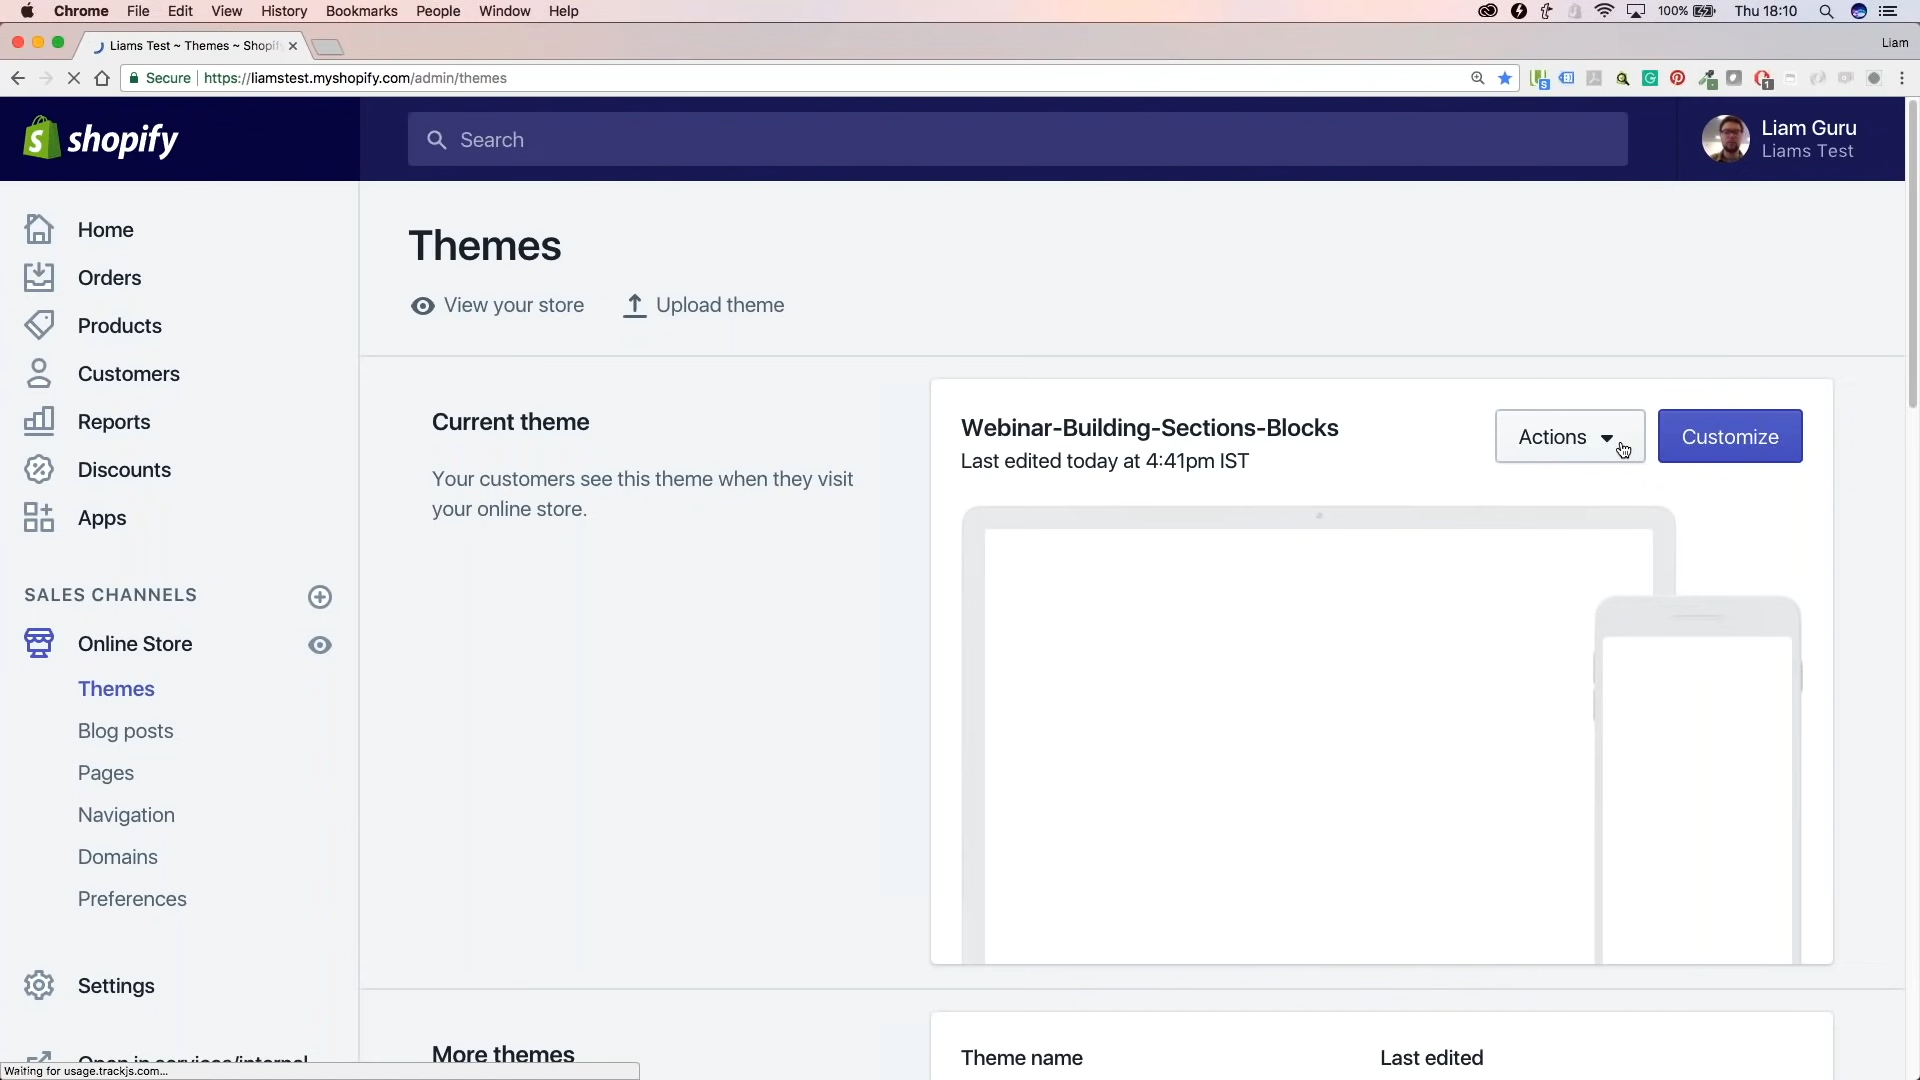 Chrome File Edit View History Bookmarks People Window Help
100% Thu 18:10
Liams Test ~ Themes ~ Shopif
Liam
Secure https://liamstest.myshopify.com/admin/themes
shopify
Search
Liam Guru
Liams Test
Home
Orders
Products
Customers
Reports
Discounts
Apps
SALES CHANNELS
Online Store
Themes
Blog posts
Pages
Navigation
Domains
Preferences
Settings
Open in services/internal
Waiting for usage.trackjs.com...
Themes
View your store Upload theme
Current theme
Your customers see this theme when they visit
your online store.
Webinar-Building-Sections-Blocks
Last edited today at 4:41pm IST
Actions Customize
More themes
Theme name Last edited